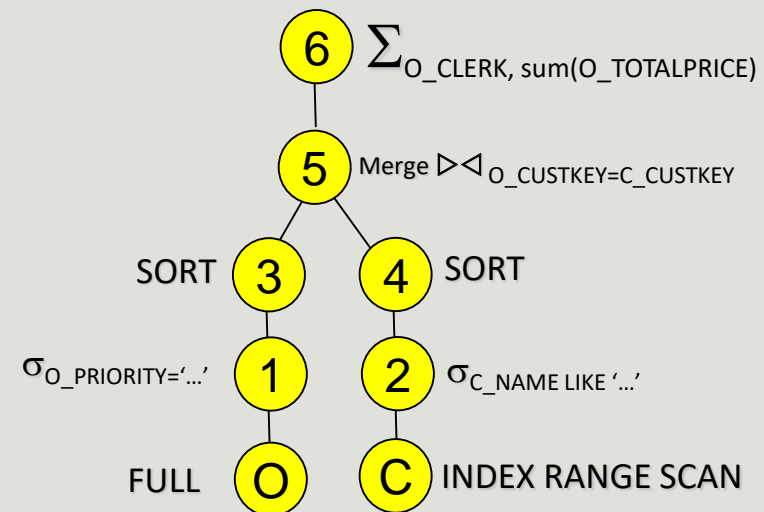 6 ∑O_CLERK, sum(O_TOTALPRICE)
5 Merge ▷◁ O_CUSTKEY=C_CUSTKEY
SORT 3 4 SORT
σO_PRIORITY=‘…’ 1 2 σC_NAME LIKE ‘…’
FULL O C INDEX RANGE SCAN